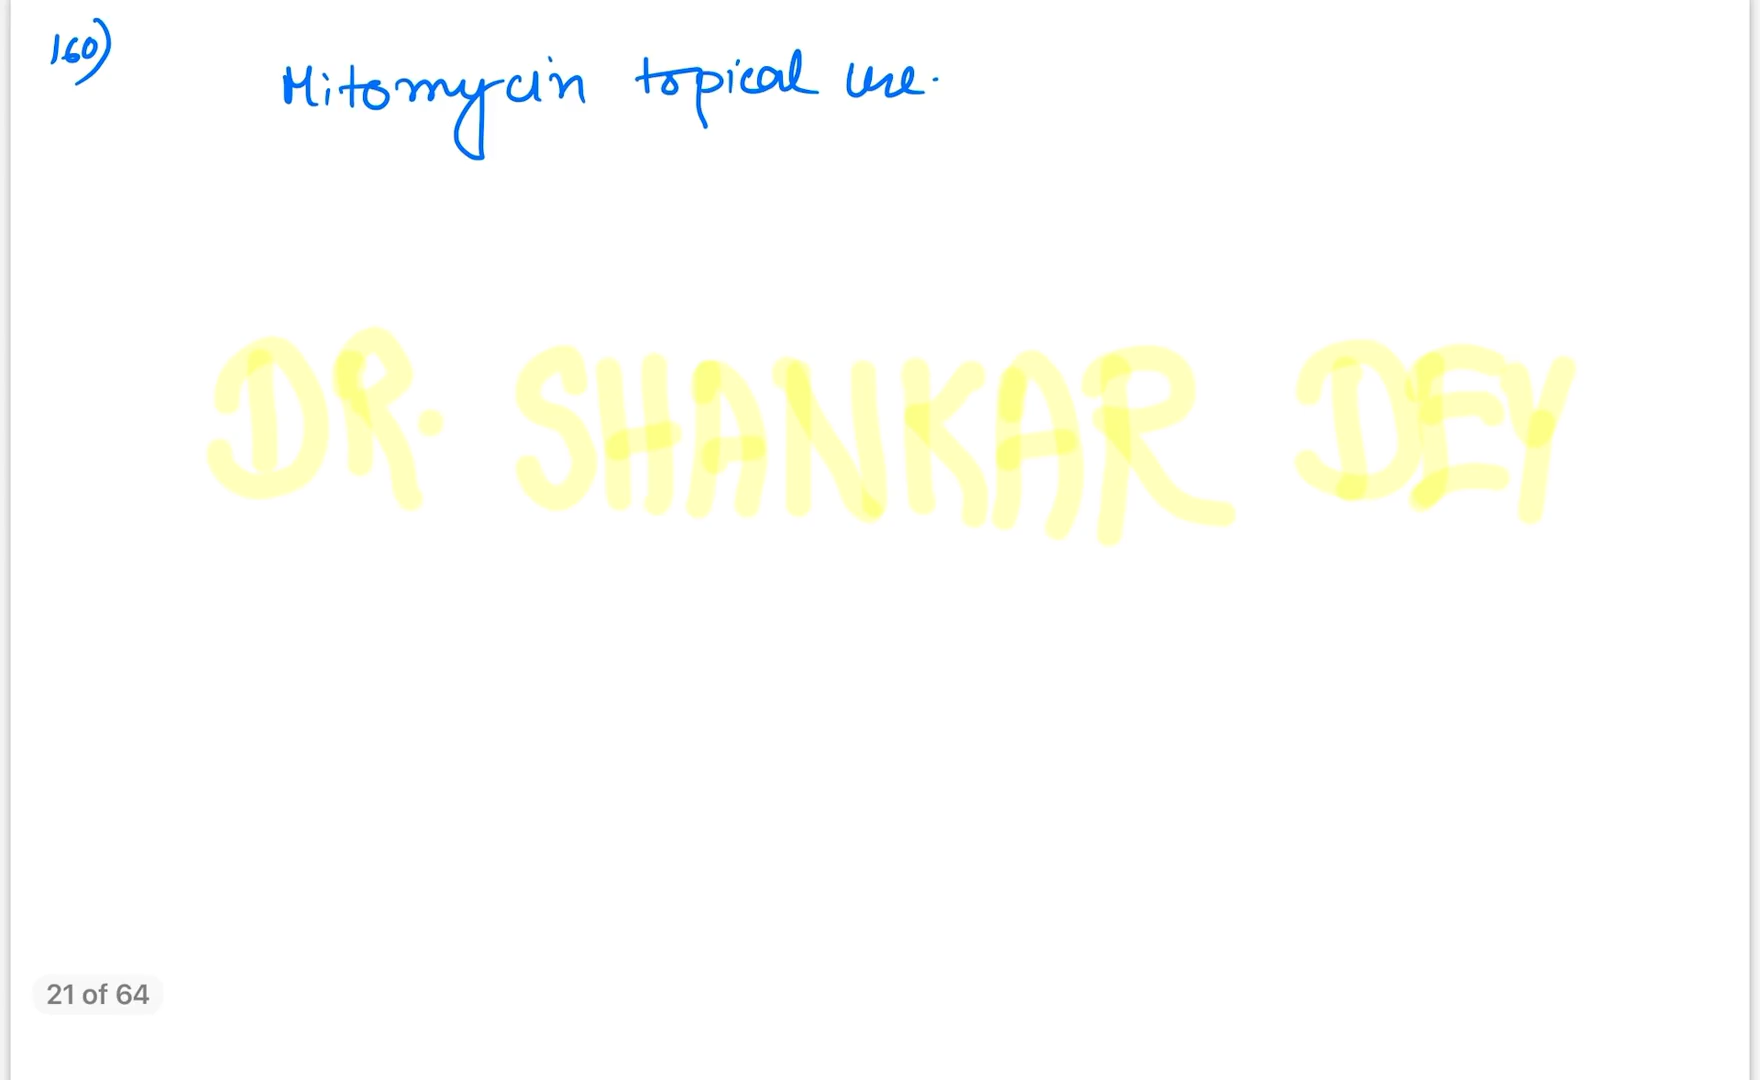 160)
Mitomycin topical use.
DR. SHANKAR DEY
21 of 64